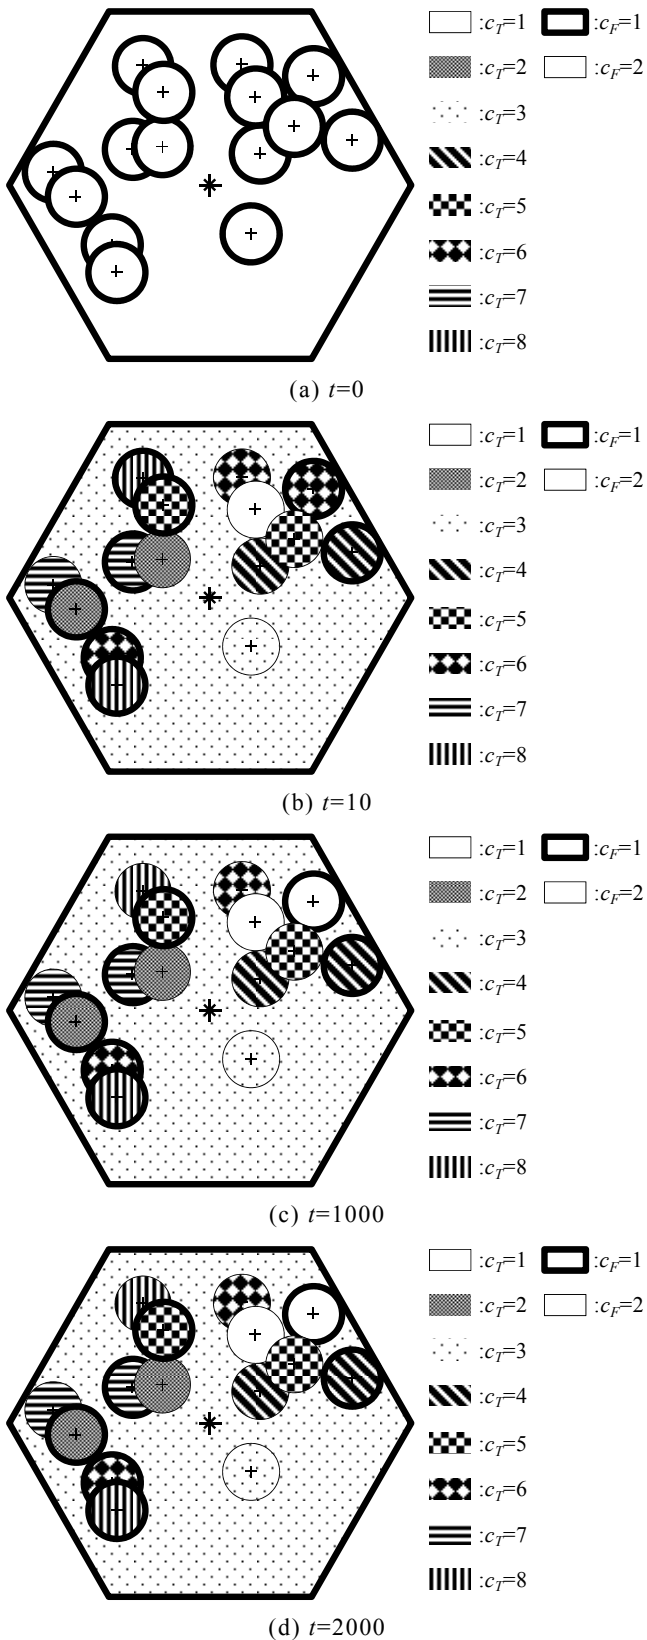 :cT=1 :cF=1
:cT=2 :cF=2
:cT=3
:cT=4
:cT=5
:cT=6
:cT=7
:cT=8
(a) t=0
:cT=1 :cF=1
:cT=2 :cF=2
:cT=3
:cT=4
:cT=5
:cT=6
:cT=7
:cT=8
(b) t=10
:cT=1 :cF=1
:cT=2 :cF=2
:cT=3
:cT=4
:cT=5
:cT=6
:cT=7
:cT=8
(c) t=1000
:cT=1 :cF=1
:cT=2 :cF=2
:cT=3
:cT=4
:cT=5
:cT=6
:cT=7
:cT=8
(d) t=2000